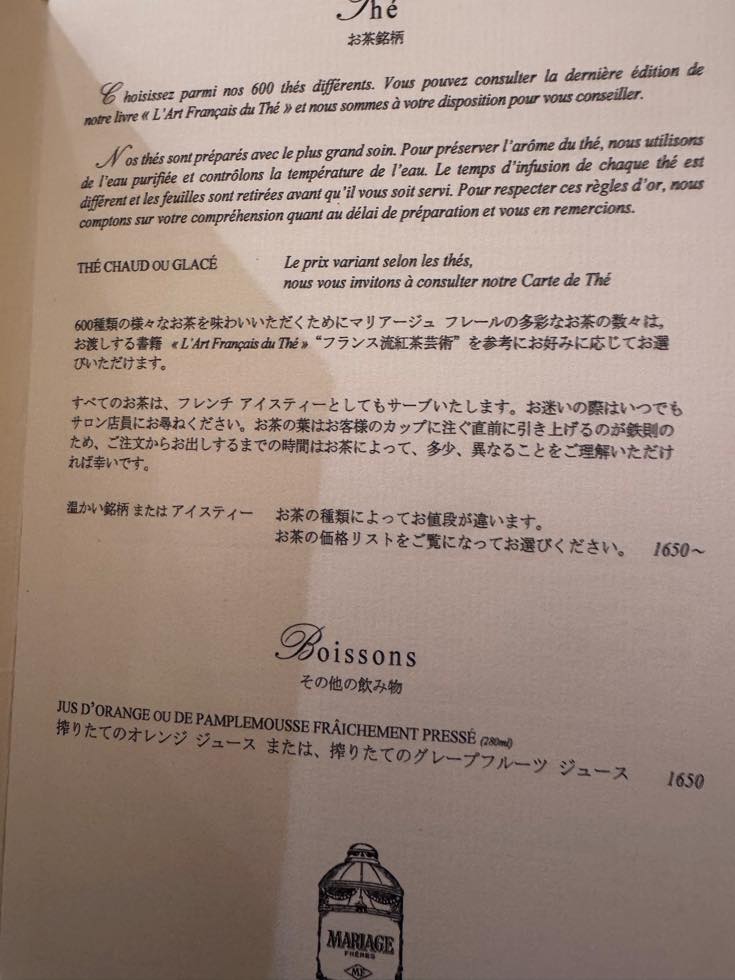 Thé
お茶銘柄
Choisissez parmi nos 600 thés différents. Vous pouvez consulter la dernière édition de
notre livre « L'Art Français du Thé » et nous sommes à votre disposition pour vous conseiller.
Nos thés sont préparés avec le plus grand soin. Pour préserver l'arôme du thé, nous utilisons
de l'eau purifiée et contrôlons la température de l'eau. Le temps d'infusion de chaque thé est
différent et les feuilles sont retirées avant qu'il vous soit servi. Pour respecter ces règles d'or, nous
comptons sur votre compréhension quant au délai de préparation et vous en remercions.
THÉ CHAUD OU GLACÉ Le prix variant selon les thés,
nous vous invitons à consulter notre Carte de Thé
600種類の様々なお茶を味わいいただくためにマリアージュ フレールの多彩なお茶の数々は、
お渡しする書籍 « L'Art Français du Thé » “フランス流紅茶芸術” を参考にお好みに応じてお選
びいただけます。
すべてのお茶は、フレンチ アイスティーとしてもサーブいたします。お迷いの際はいつでも
サロン店員にお尋ねください。お茶の葉はお客様のカップに注ぐ直前に引き上げるのが鉄則の
ため、ご注文からお出しするまでの時間はお茶によって、多少、異なることをご理解いただけ
れば幸いです。
温かい銘柄 または アイスティー お茶の種類によってお値段が違います。
お茶の価格リストをご覧になってお選びください。 1650~
Boissons
その他の飲み物
JUS D'ORANGE OU DE PAMPLEMOUSSE FRÂICHEMENT PRESSÉ (280ml)
搾りたてのオレンジ ジュース または、搾りたてのグレープフルーツ ジュース 1650
MARIAGE
FRÈRES
MF